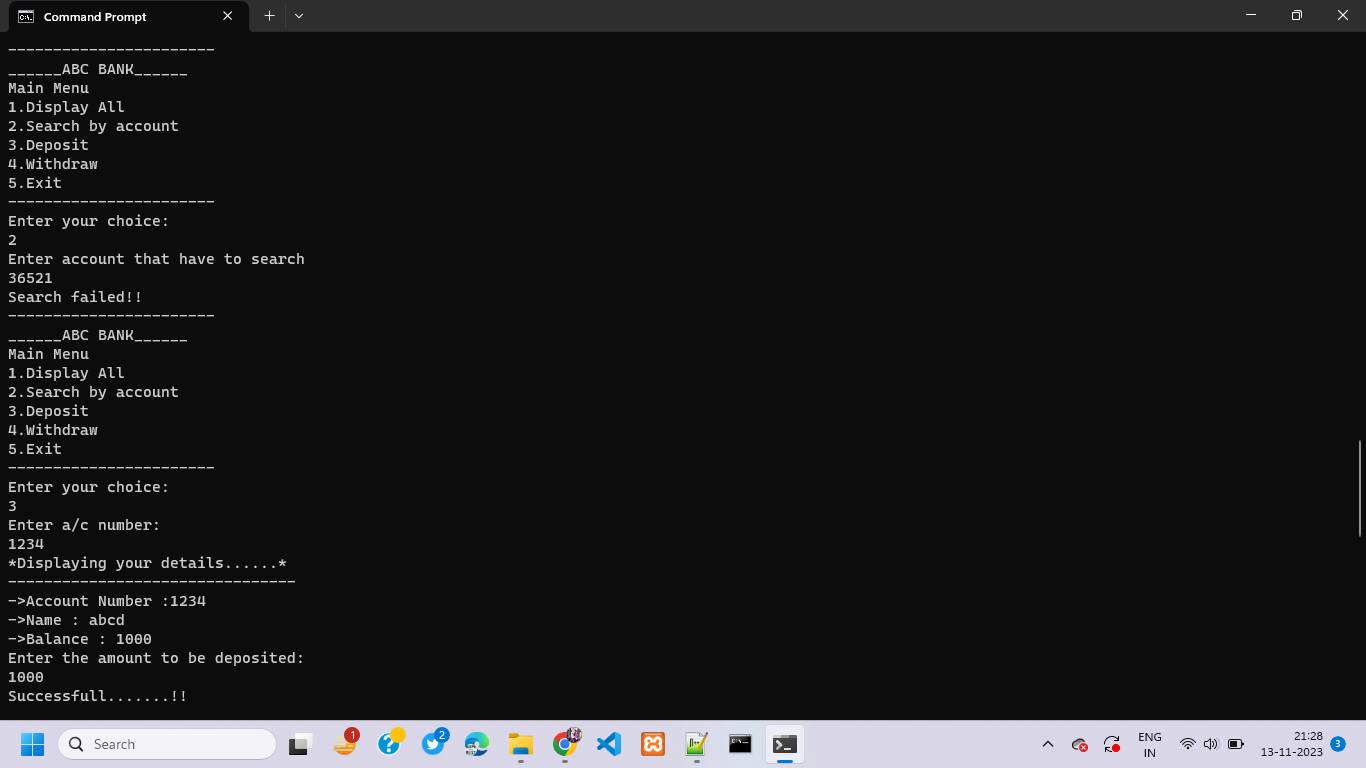 Command Prompt
-----------------------
______ABC BANK______
Main Menu
1.Display All
2.Search by account
3.Deposit
4.Withdraw
5.Exit
-----------------------
Enter your choice:
2
Enter account that have to search
36521
Search failed!!
-----------------------
______ABC BANK______
Main Menu
1.Display All
2.Search by account
3.Deposit
4.Withdraw
5.Exit
-----------------------
Enter your choice:
3
Enter a/c number:
1234
*Displaying your details......*
--------------------------------
->Account Number :1234
->Name : abcd
->Balance : 1000
Enter the amount to be deposited:
1000
Successfull.......!!
Search
1
2
ENG
IN
21:28
13-11-2023
3